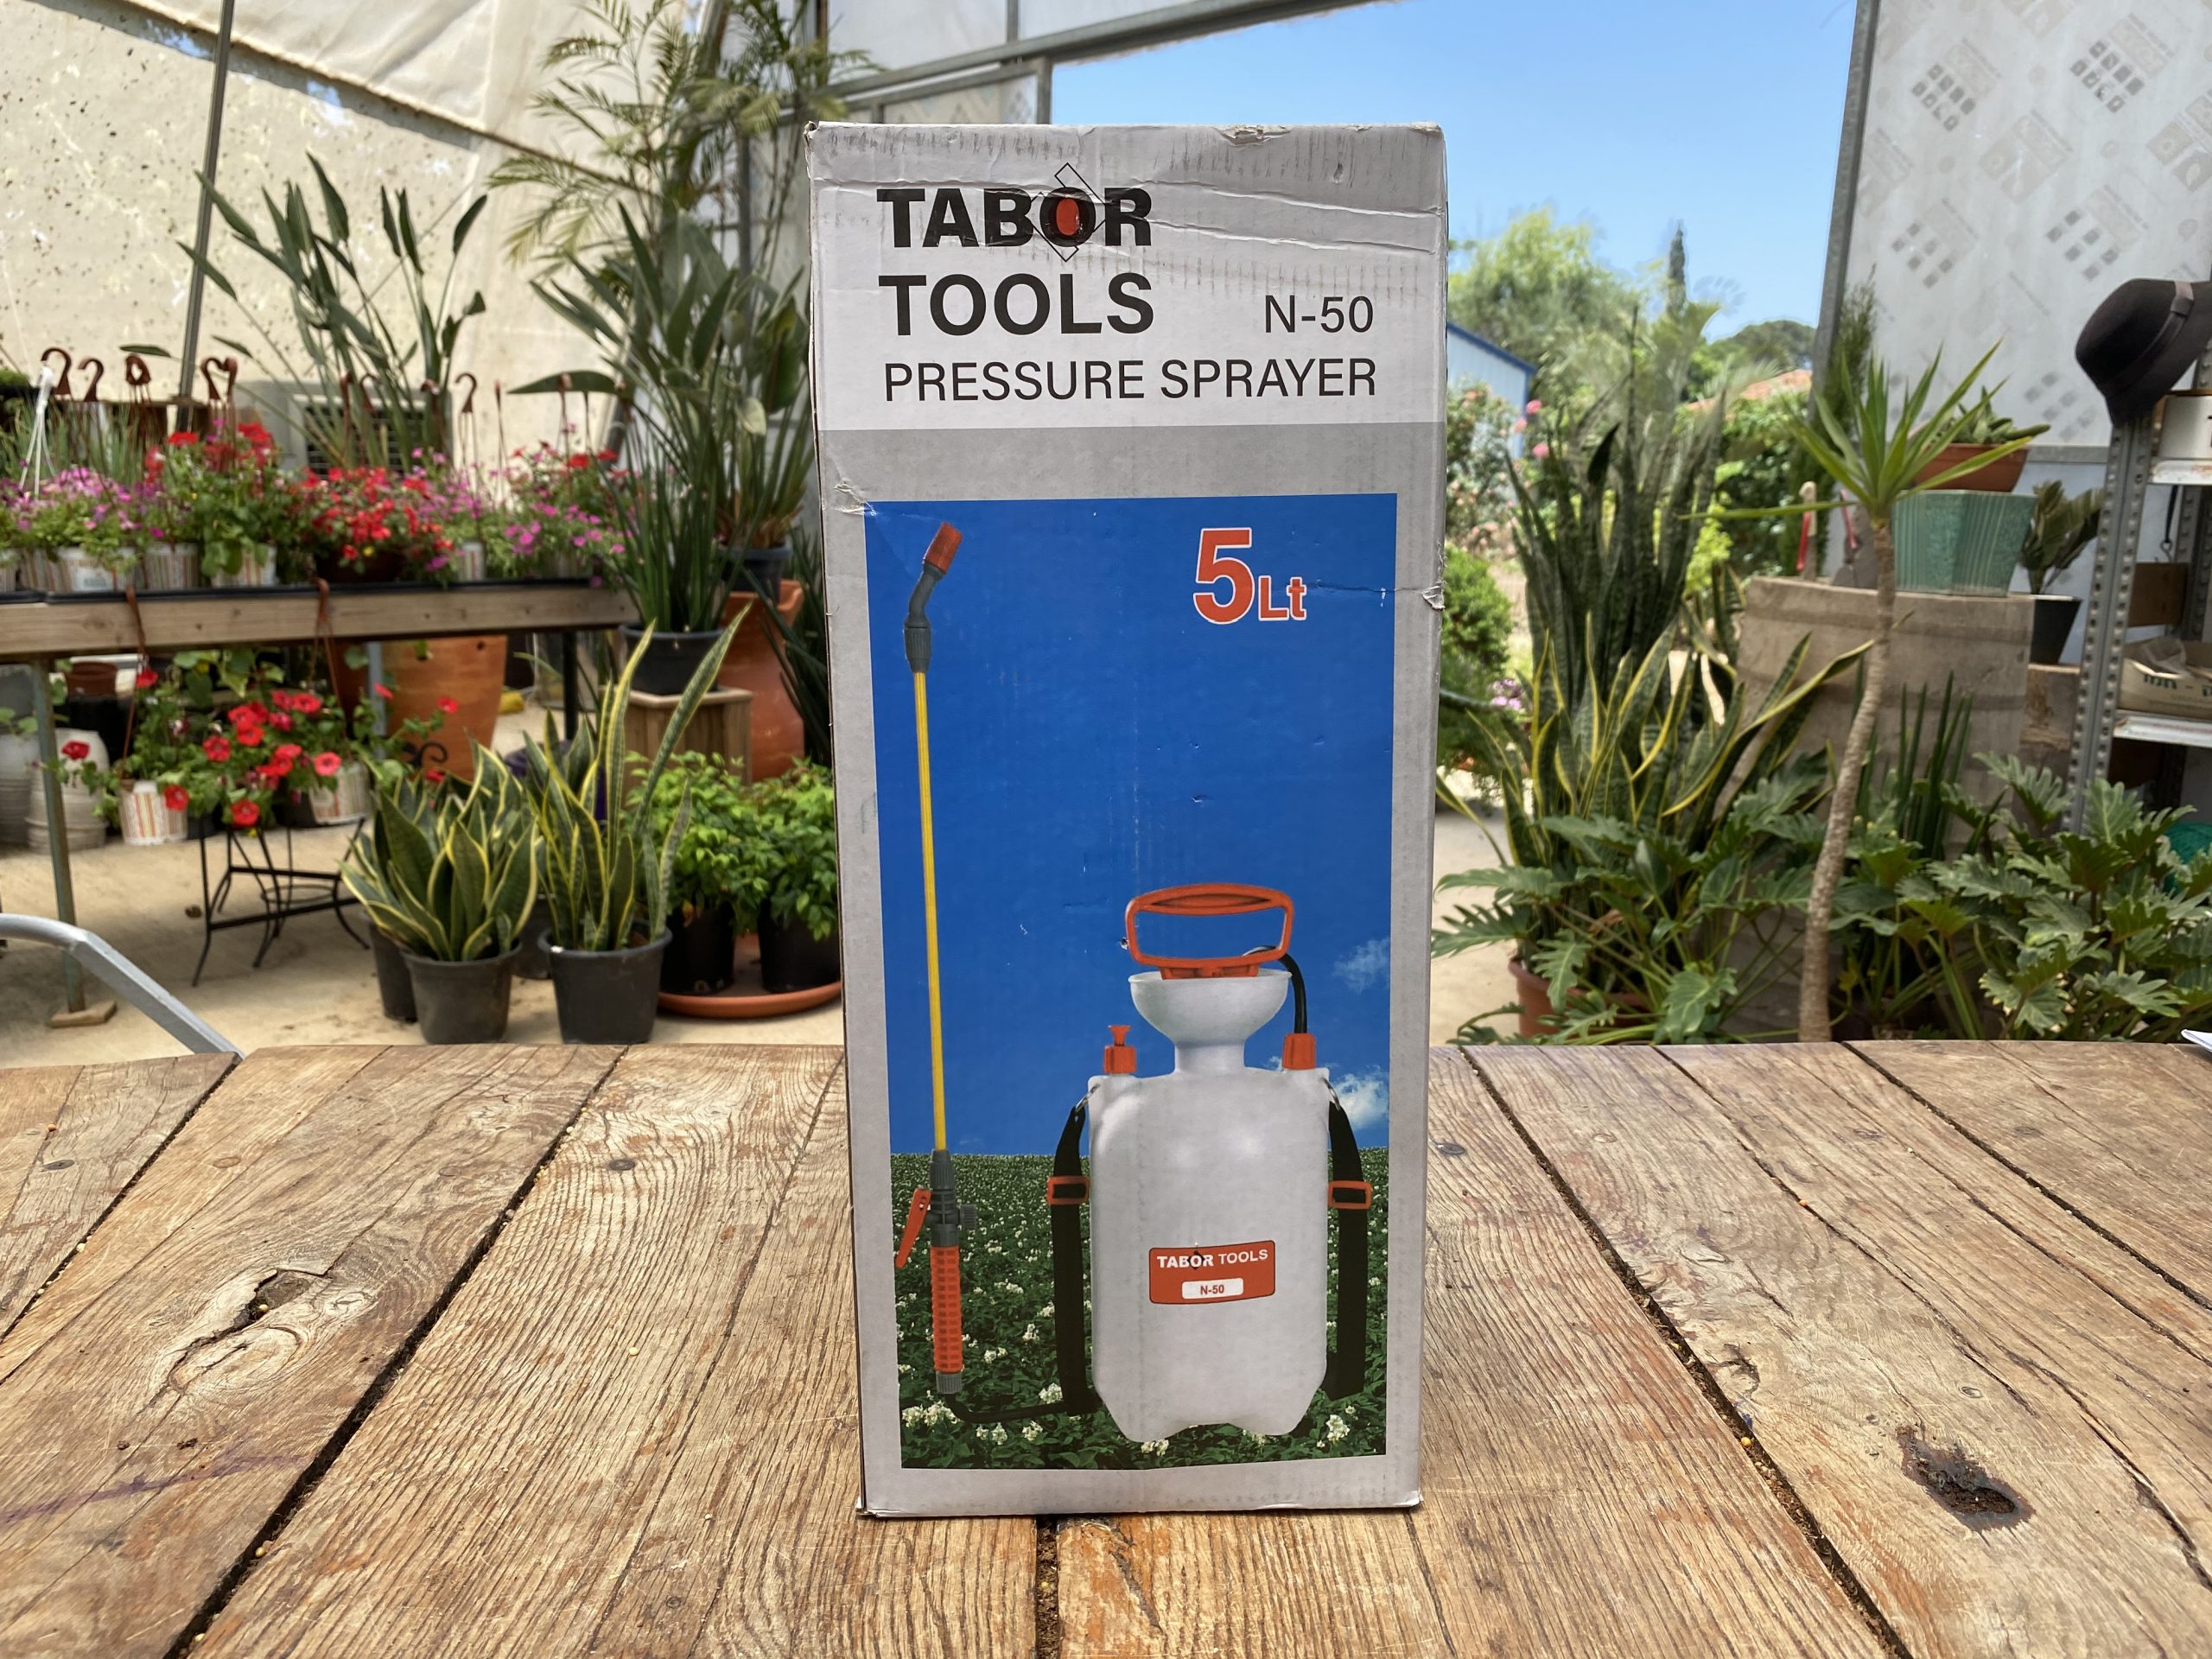 TABOR
TOOLS
N-50
PRESSURE SPRAYER
5Lt
TABOR TOOLS
N-50